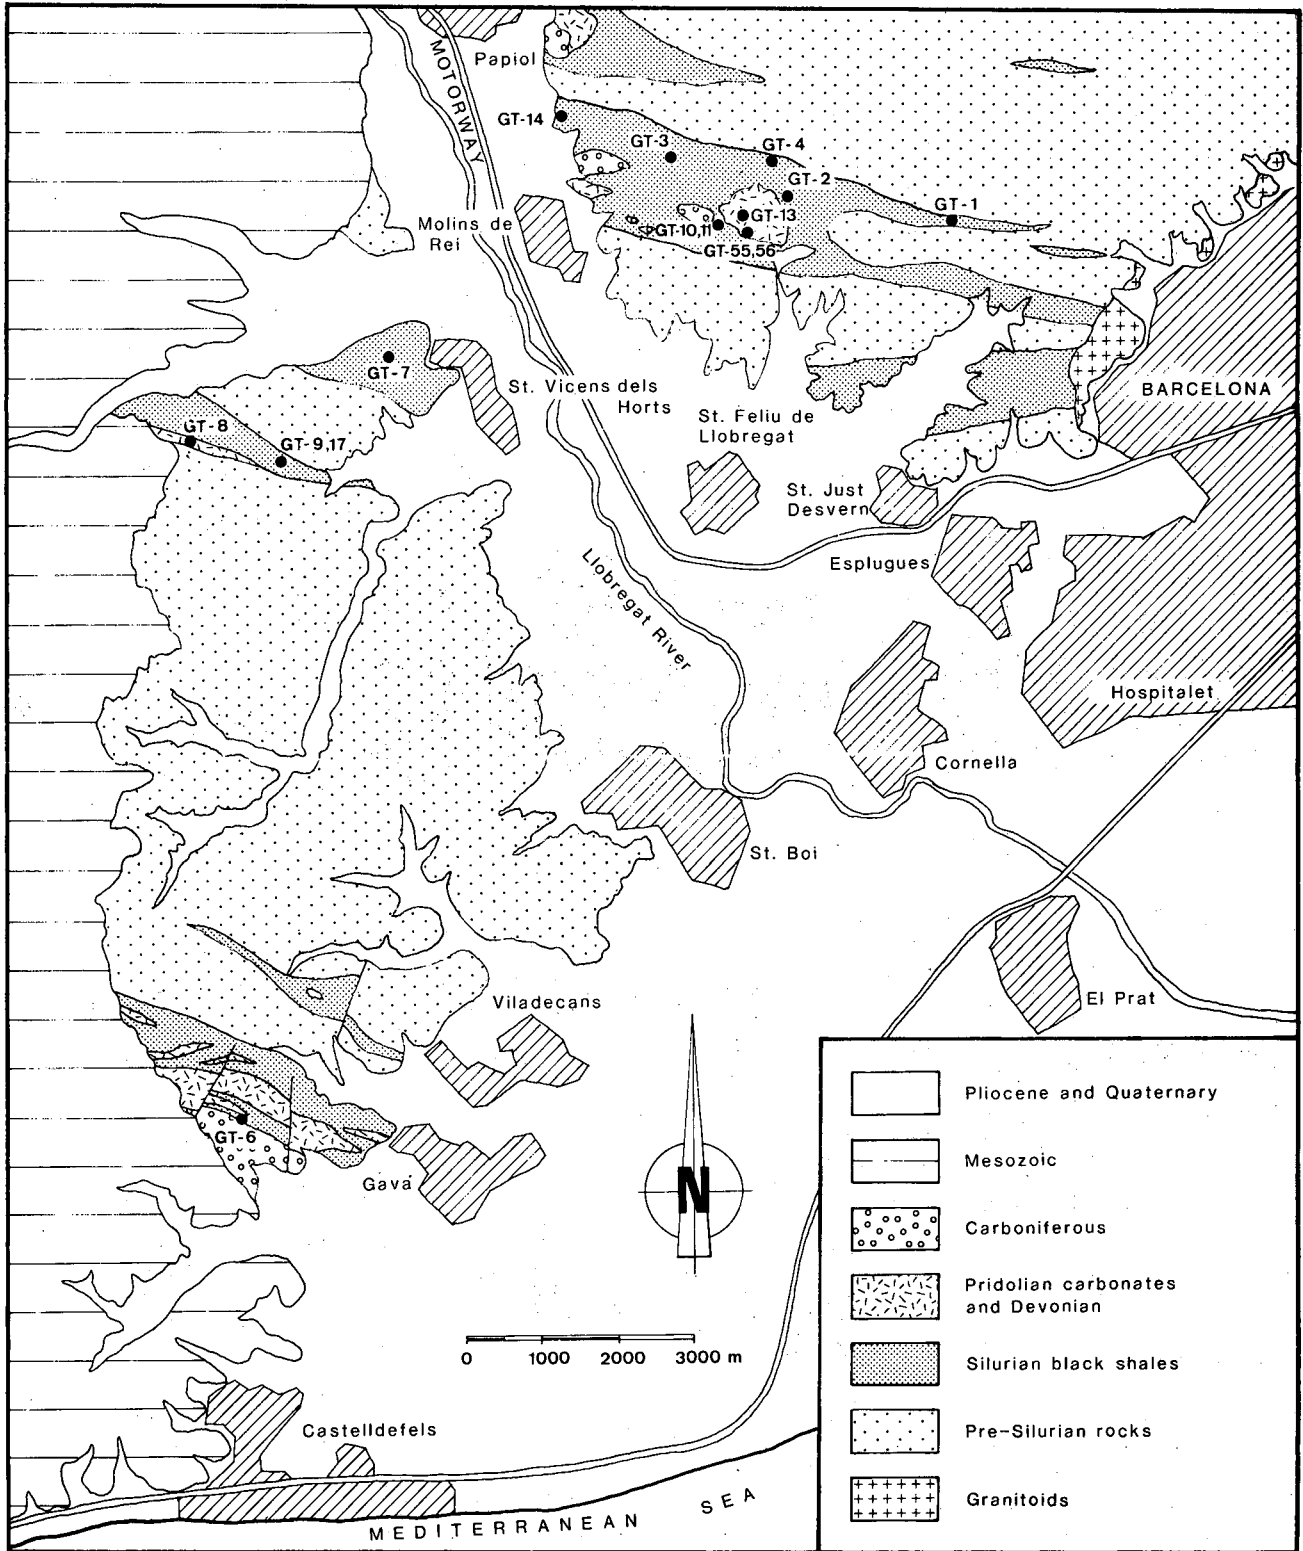 Papiol
MOTORWAY
GT-14
GT-3
GT-4
GT-2
GT-1
GT-13
GT-10,11
GT-55,56
Molins de
Rei
GT-7
St. Vicens dels
Horts
GT-8
GT-9,17
St. Feliu de
Llobregat
BARCELONA
St. Just
Desvern
Esplugues
Llobregat River
Hospitalet
Cornella
St. Boi
El Prat
Viladecans
GT-6
Gavà
N
0 1000 2000 3000 m
Castelldefels
MEDITERRANEAN SEA
Pliocene and Quaternary
Mesozoic
Carboniferous
Pridolian carbonates
and Devonian
Silurian black shales
Pre-Silurian rocks
Granitoids